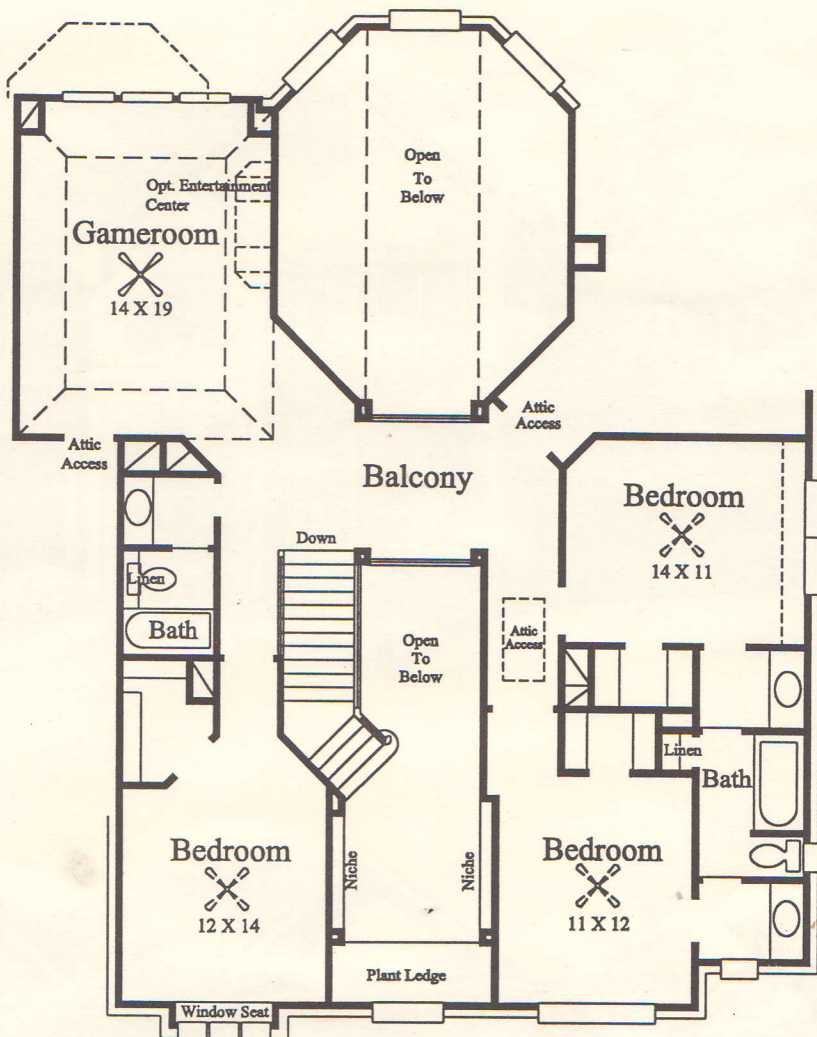 Open
To
Below
Opt. Entertainment
Center
Gameroom
14 X 19
Attic
Access
Attic
Access
Balcony
Bedroom
14 X 11
Down
Linen
Bath
Open
To
Below
Attic
Access
Linen
Bath
Bedroom
12 X 14
Niche
Niche
Bedroom
11 X 12
Plant Ledge
Window Seat